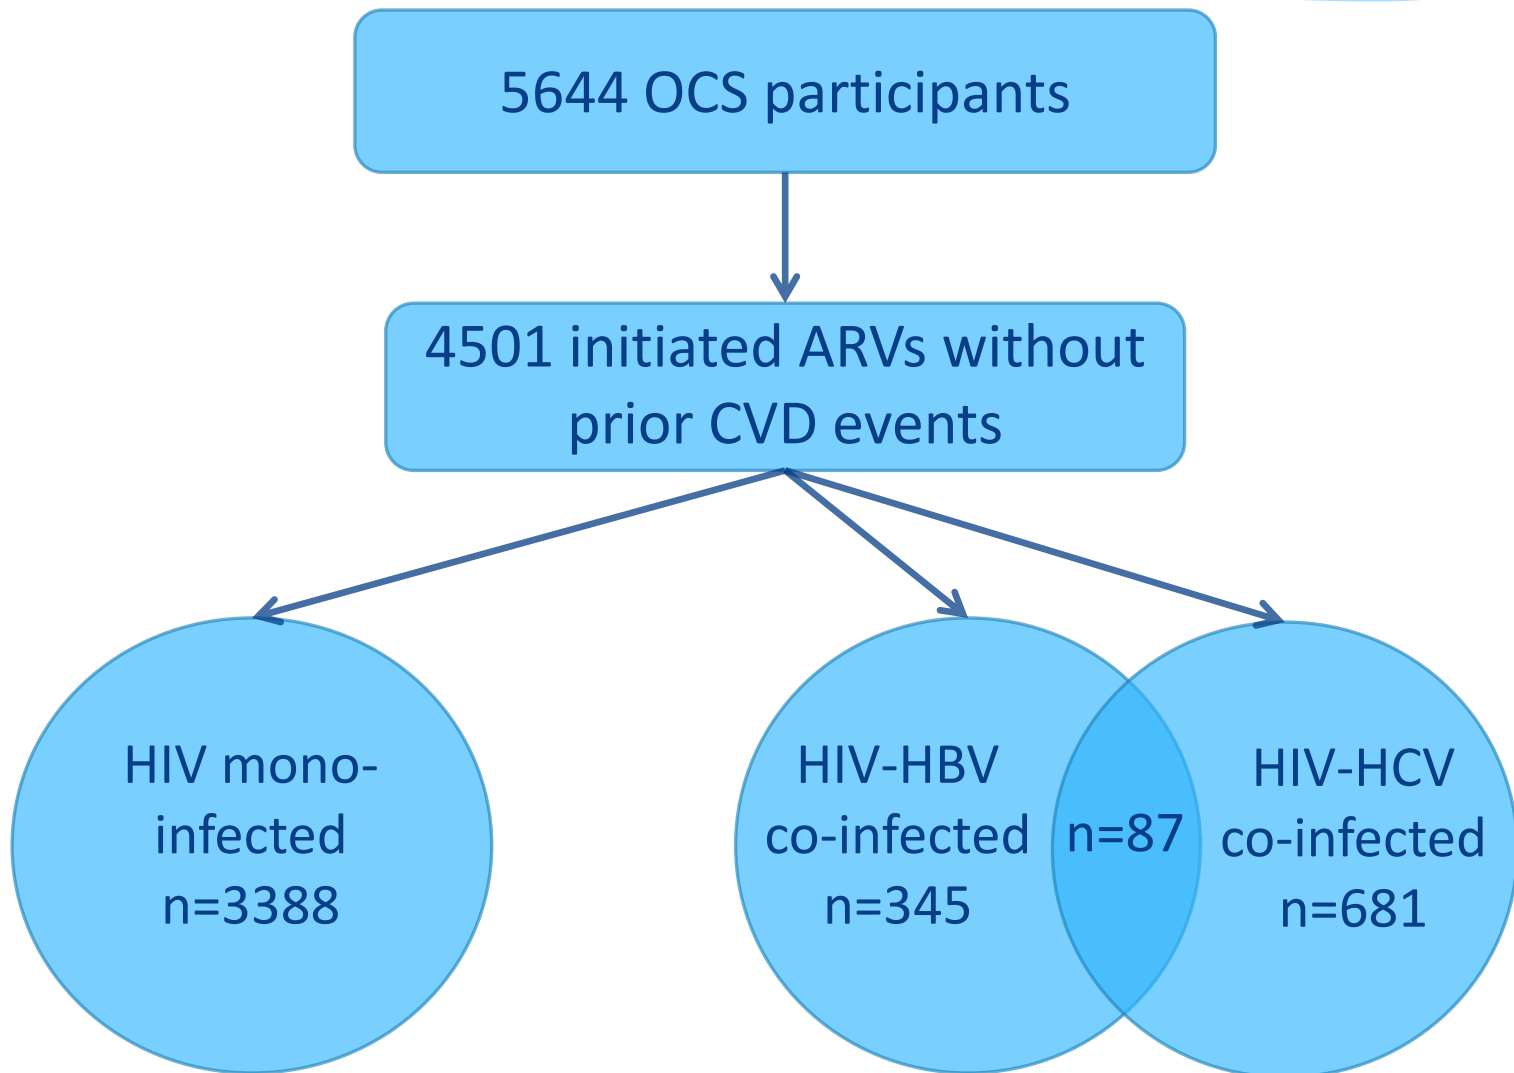 5644 OCS participants
4501 initiated ARVs without
prior CVD events
HIV mono-
infected
n=3388
HIV-HBV
co-infected
n=345
n=87
HIV-HCV
co-infected
n=681